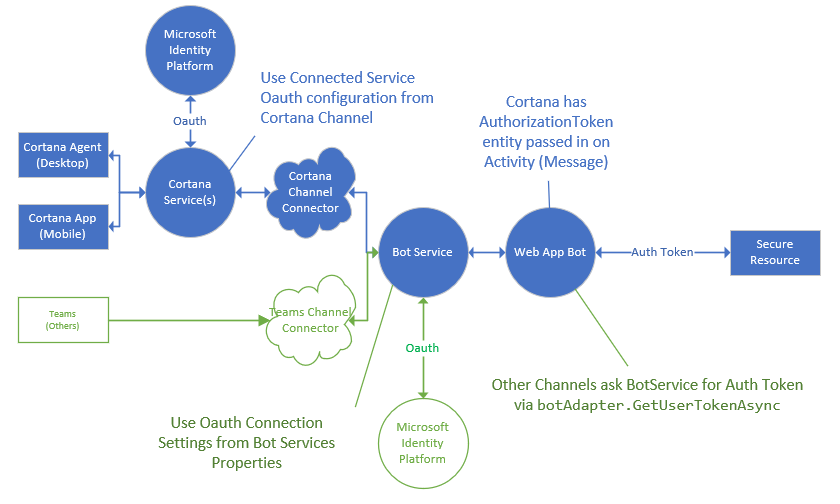 Microsoft
Identity
Platform
Use Connected Service
Oauth configuration from
Cortana Channel
Oauth
Cortana has
AuthorizationToken
entity passed in on
Activity (Message)
Cortana Agent
(Desktop)
Cortana
Service(s)
Cortana
Channel
Connector
Cortana App
(Mobile)
Bot Service
Web App Bot
Auth Token
Secure
Resource
Teams
(Others)
Teams Channel
Connector
Oauth
Other Channels ask BotService for Auth Token
via botAdapter.GetUserTokenAsync
Use Oauth Connection
Settings from Bot Services
Properties
Microsoft
Identity
Platform